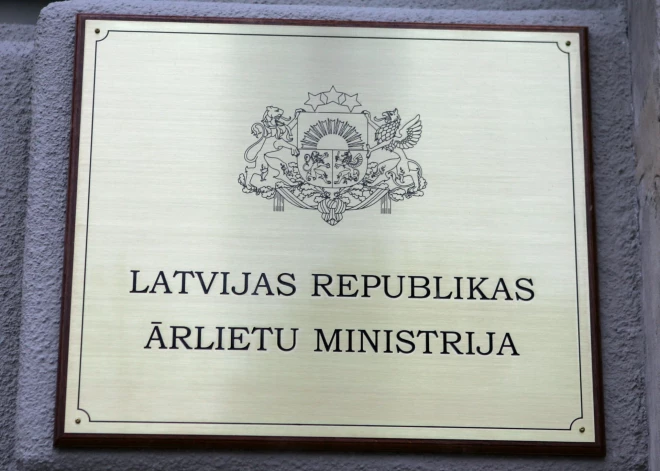 LATVIJAS REPUBLIKAS
ĀRLIETU MINISTRIJA